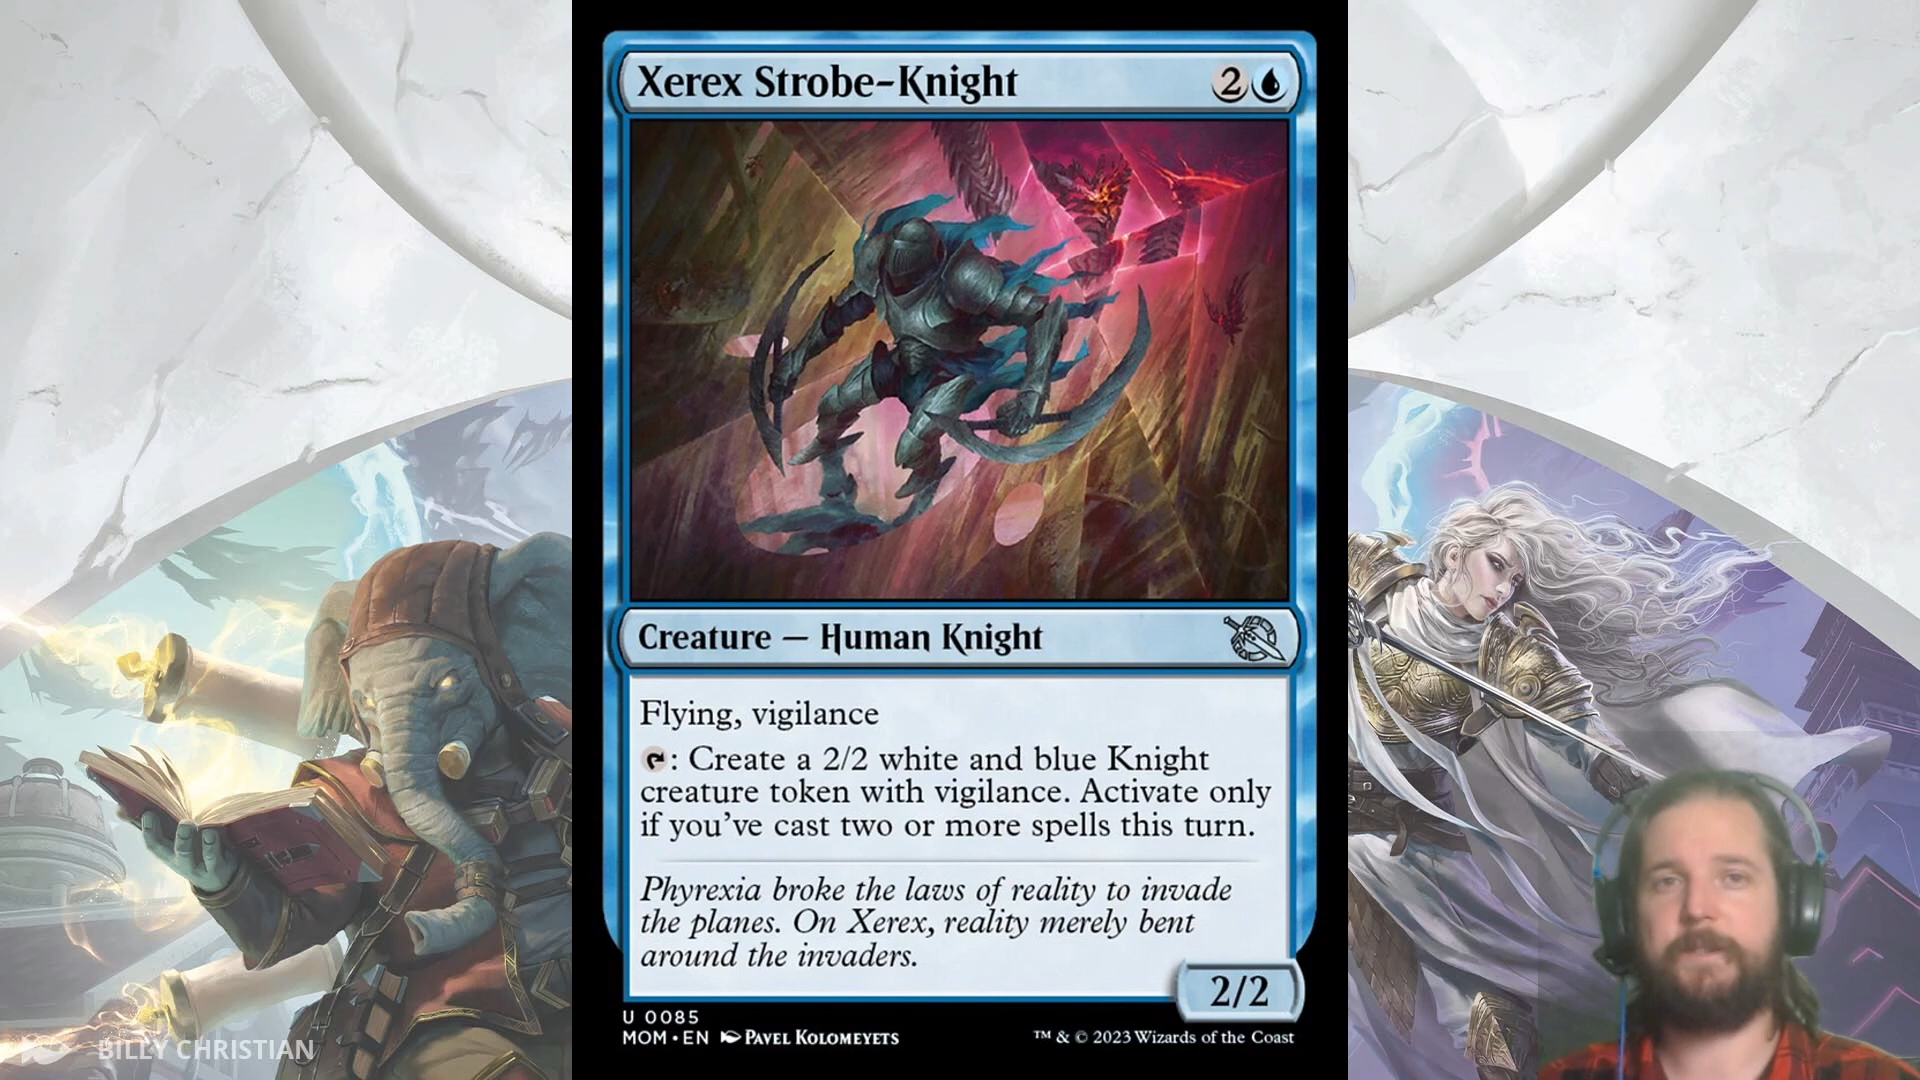 Xerex Strobe-Knight
2
Creature — Human Knight
Flying, vigilance
: Create a 2/2 white and blue Knight
creature token with vigilance. Activate only
if you've cast two or more spells this turn.
Phyrexia broke the laws of reality to invade
the planes. On Xerex, reality merely bent
around the invaders.
2/2
U 0085
MOM • EN PAVEL KOLOMEYETS
™ & © 2023 Wizards of the Coast
BILLY CHRISTIAN